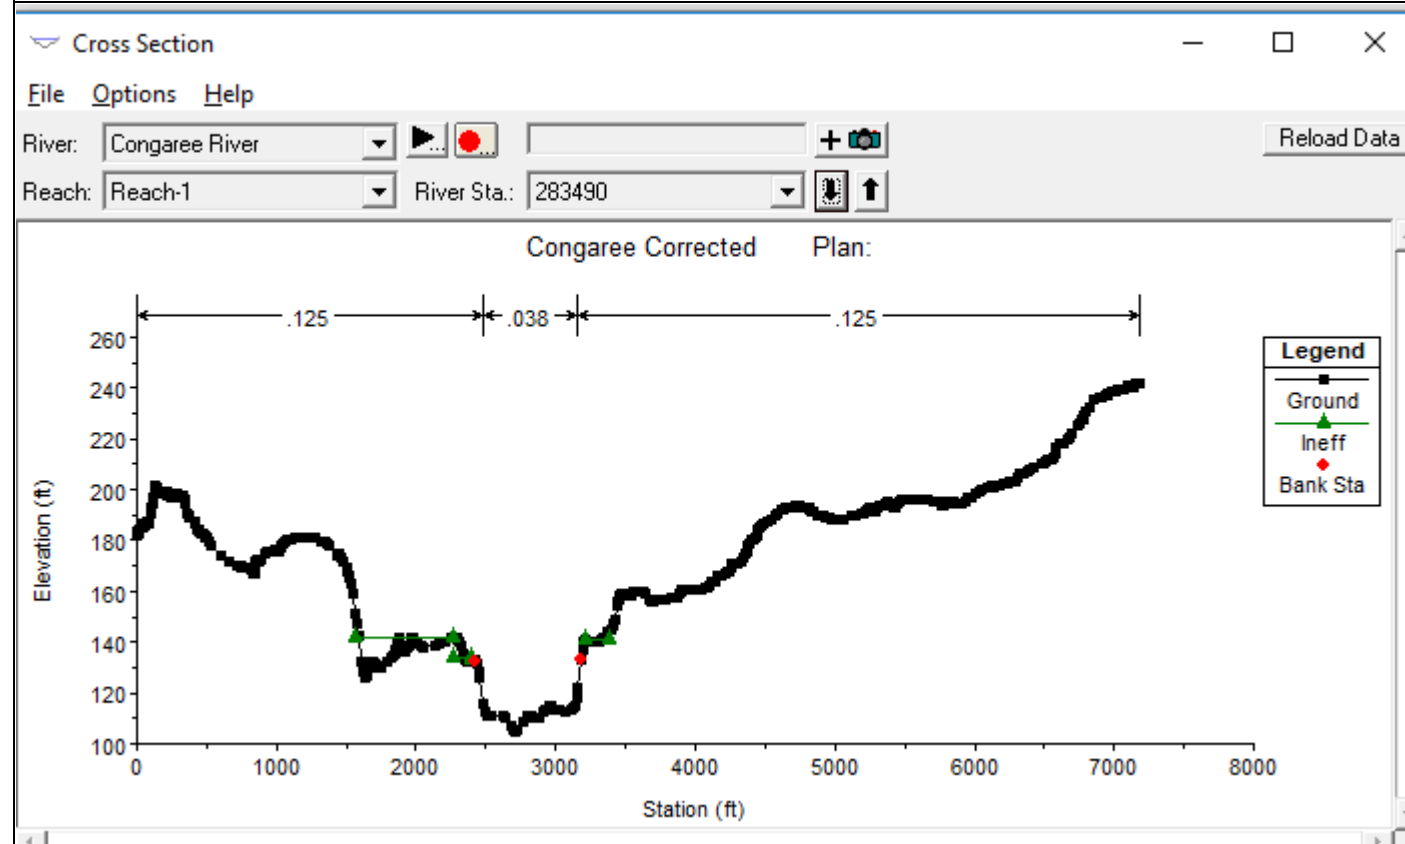 Cross Section
File Options Help
River: Congaree River Reload Data
Reach: Reach-1 River Sta.: 283490
Congaree Corrected Plan:
.125 .038 .125
260
240
220
200
180
160
140
120
100
Elevation (ft)
0 1000 2000 3000 4000 5000 6000 7000 8000
Station (ft)
Legend
Ground
Ineff
Bank Sta